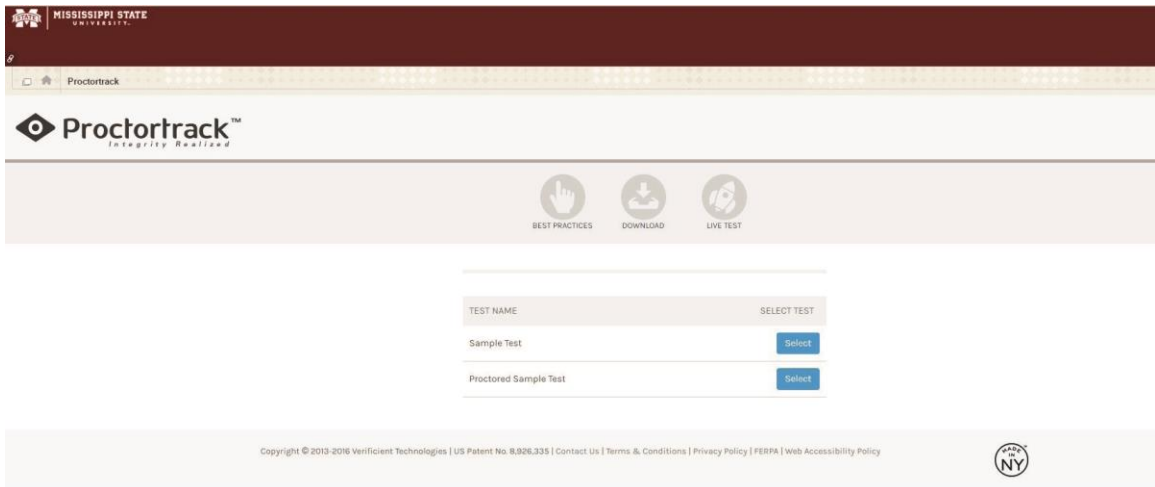 STATE
MISSISSIPPI STATE
UNIVERSITY™
Proctortrack
Proctortrack™
Integrity Realized
BEST PRACTICES
DOWNLOAD
LIVE TEST
TEST NAME SELECT TEST
Sample Test Select
Proctored Sample Test Select
Copyright © 2013-2016 Verificient Technologies | US Patent No. 8,926,335 | Contact Us | Terms & Conditions | Privacy Policy | FERPA | Web Accessibility Policy
MADE
IN
NY